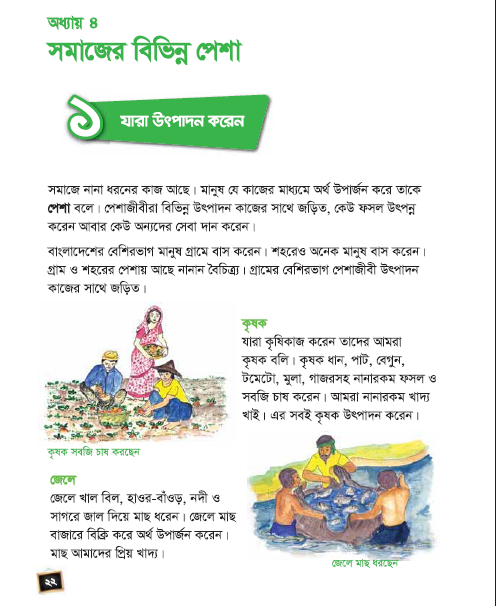 অধ্যায় ৪
সমাজের বিভিন্ন পেশা
১
যারা উৎপাদন করেন
সমাজে নানা ধরনের কাজ আছে। মানুষ যে কাজের মাধ্যমে অর্থ উপার্জন করে তাকে
পেশা বলে। পেশাজীবীরা বিভিন্ন উৎপাদন কাজের সাথে জড়িত, কেউ ফসল উৎপন্ন
করেন আবার কেউ অন্যদের সেবা দান করেন।
বাংলাদেশের বেশিরভাগ মানুষ গ্রামে বাস করেন। শহরেও অনেক মানুষ বাস করেন।
গ্রাম ও শহরের পেশায় আছে নানান বৈচিত্র্য। গ্রামের বেশিরভাগ পেশাজীবী উৎপাদন
কাজের সাথে জড়িত।
কৃষক
যারা কৃষিকাজ করেন তাদের আমরা
কৃষক বলি। কৃষক ধান, পাট, বেগুন,
টমেটো, মুলা, গাজরসহ নানারকম ফসল ও
সবজি চাষ করেন। আমরা নানারকম খাদ্য
খাই। এর সবই কৃষক উৎপাদন করেন।
কৃষক সবজি চাষ করছেন
জেলে
জেলে খাল বিল, হাওর-বাঁওড়, নদী ও
সাগরে জাল দিয়ে মাছ ধরেন। জেলে মাছ
বাজারে বিক্রি করে অর্থ উপার্জন করেন।
মাছ আমাদের প্রিয় খাদ্য।
জেলে মাছ ধরছেন
২২